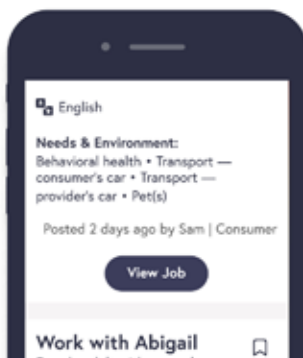 English
Needs & Environment:
Behavioral health • Transport —
consumer's car • Transport —
provider's car • Pet(s)
Posted 2 days ago by Sam | Consumer
View Job
Work with Abigail